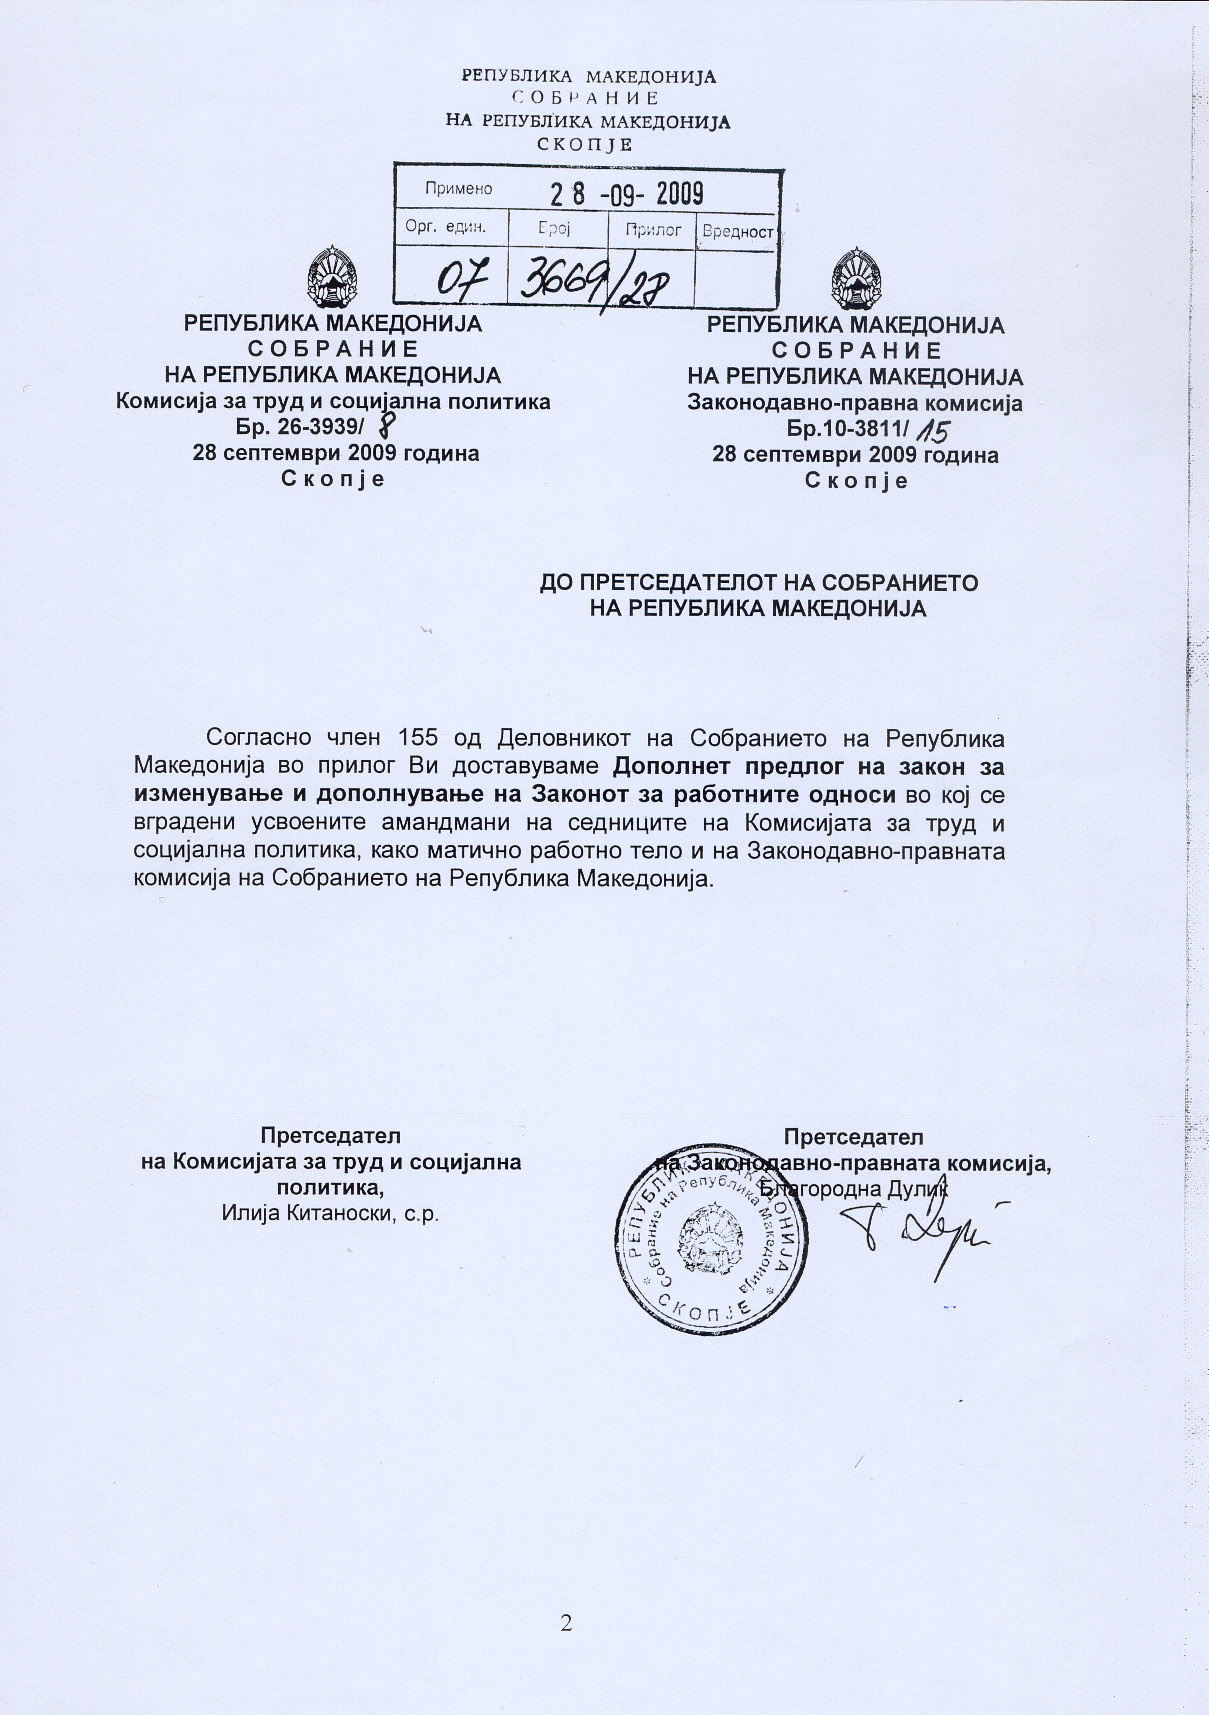 РЕПУБЛИКА МАКЕДОНИЈА
СОБРАНИЕ
НА РЕПУБЛИКА МАКЕДОНИЈА
СКОПЈЕ
Примено 28 -09- 2009
Орг. един. Број Прилог Вредност
07 3669/28
РЕПУБЛИКА МАКЕДОНИЈА
СОБРАНИЕ
НА РЕПУБЛИКА МАКЕДОНИЈА
Комисија за труд и социјална политика
Бр. 26-3939/ 8
28 септември 2009 година
Скопје
РЕПУБЛИКА МАКЕДОНИЈА
СОБРАНИЕ
НА РЕПУБЛИКА МАКЕДОНИЈА
Законодавно-правна комисија
Бр.10-3811/ 15
28 септември 2009 година
Скопје
ДО ПРЕТСЕДАТЕЛОТ НА СОБРАНИЕТО
НА РЕПУБЛИКА МАКЕДОНИЈА
Согласно член 155 од Деловникот на Собранието на Република
Македонија во прилог Ви доставуваме Дополнет предлог на закон за
изменување и дополнување на Законот за работните односи во кој се
вградени усвоените амандмани на седниците на Комисијата за труд и
социјална политика, како матично работно тело и на Законодавно-правната
комисија на Собранието на Република Македонија.
Претседател
на Комисијата за труд и социјална
политика,
Илија Китаноски, с.р.
Претседател
на Законодавно-правната комисија,
Благородна Дулиќ
РЕПУБЛИКА МАКЕДОНИЈА
Собрание на Република Македонија
* СКОПЈЕ *
2